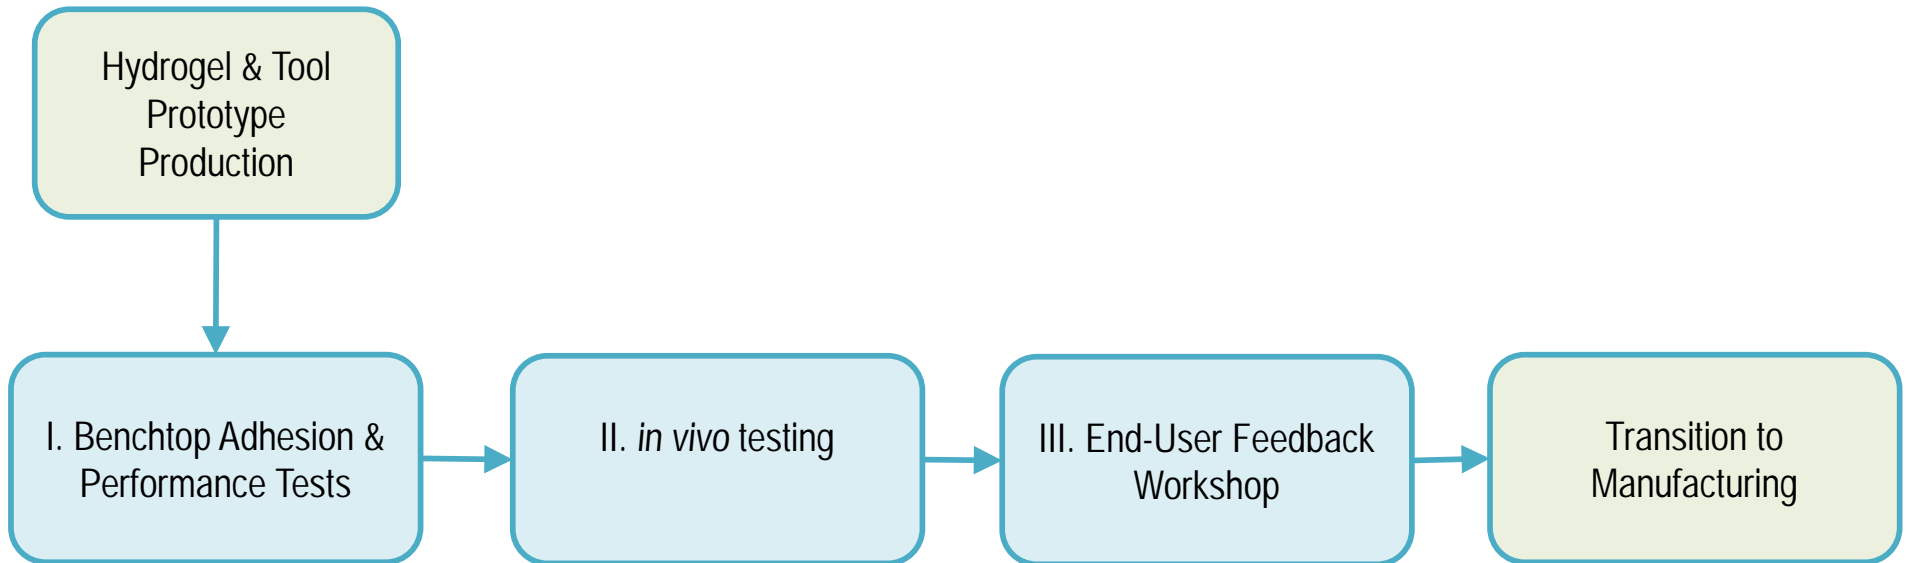 Hydrogel & Tool
Prototype
Production
I. Benchtop Adhesion &
Performance Tests
II. in vivo testing
III. End-User Feedback
Workshop
Transition to
Manufacturing